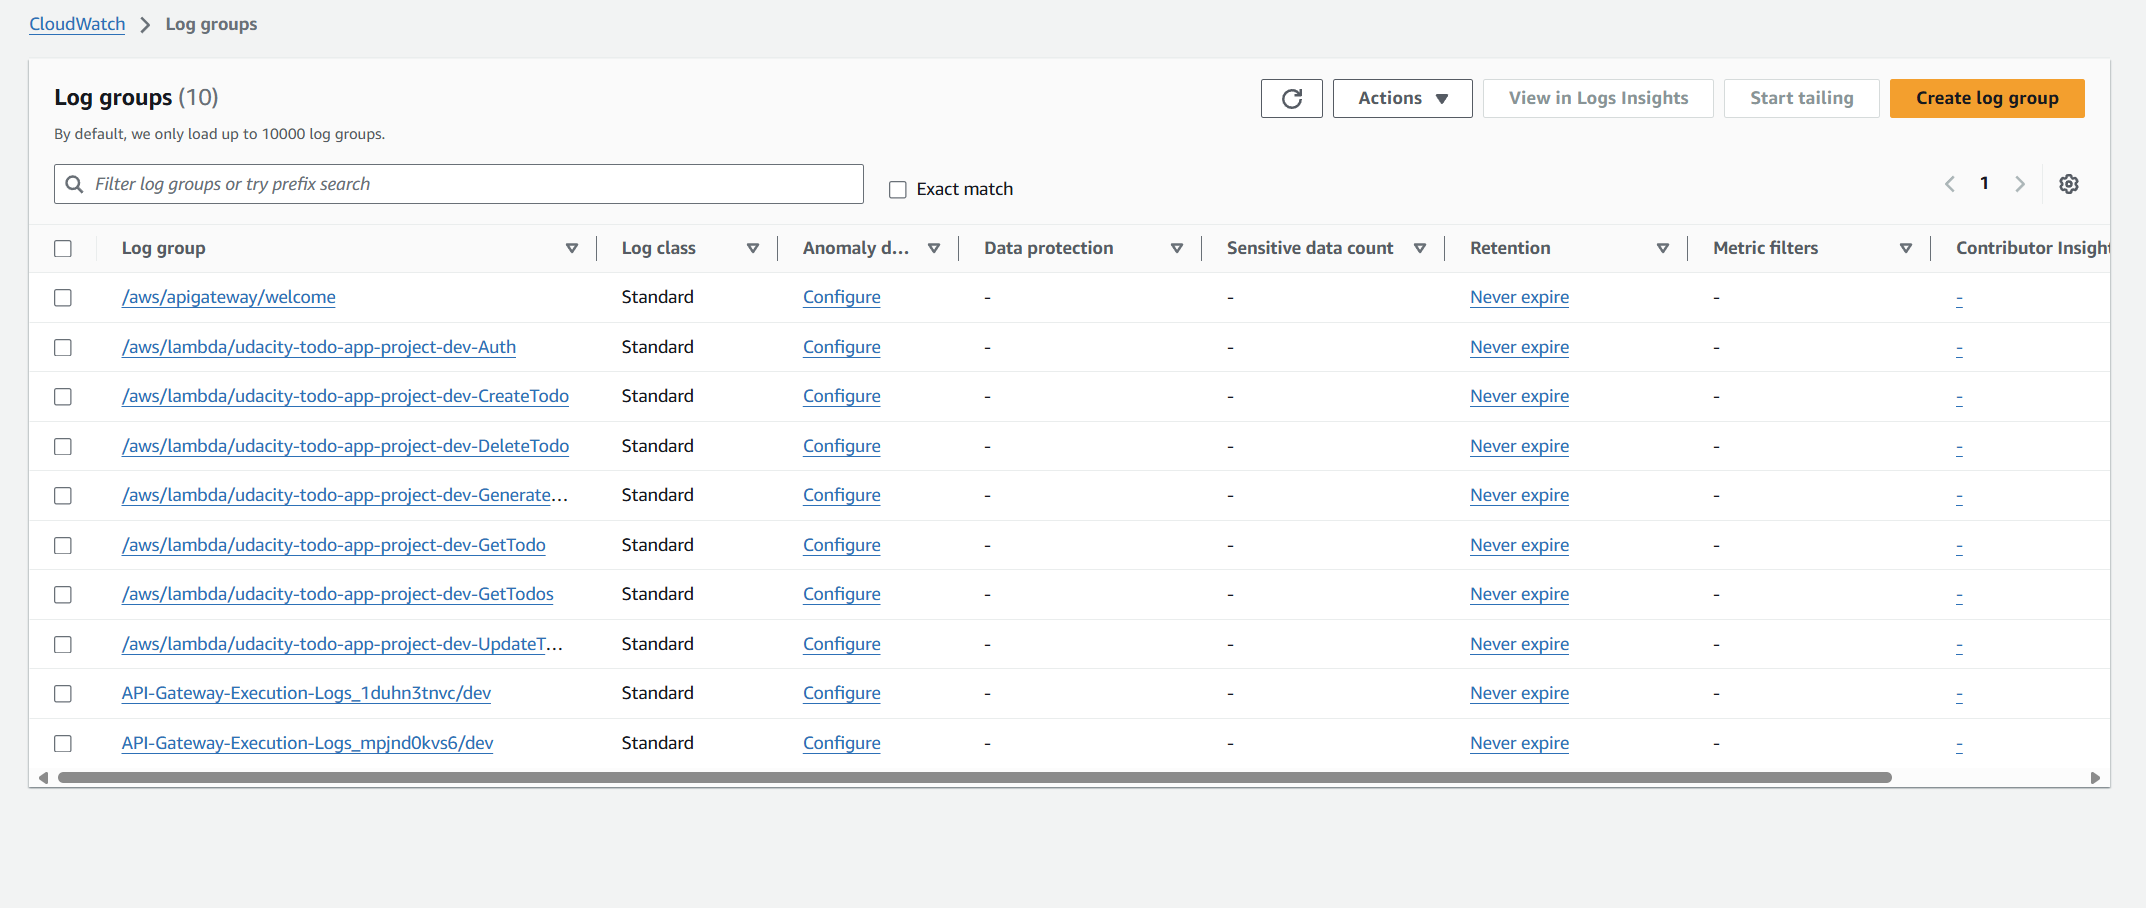 CloudWatch > Log groups
Log groups (10)
Actions
View in Logs Insights
Start tailing
Create log group
By default, we only load up to 10000 log groups.
Filter log groups or try prefix search
Exact match
1
Log group Log class Anomaly d... Data protection Sensitive data count Retention Metric filters Contributor Insight
/aws/apigateway/welcome Standard Configure - - Never expire - -
/aws/lambda/udacity-todo-app-project-dev-Auth Standard Configure - - Never expire - -
/aws/lambda/udacity-todo-app-project-dev-CreateTodo Standard Configure - - Never expire - -
/aws/lambda/udacity-todo-app-project-dev-DeleteTodo Standard Configure - - Never expire - -
/aws/lambda/udacity-todo-app-project-dev-Generate... Standard Configure - - Never expire - -
/aws/lambda/udacity-todo-app-project-dev-GetTodo Standard Configure - - Never expire - -
/aws/lambda/udacity-todo-app-project-dev-GetTodos Standard Configure - - Never expire - -
/aws/lambda/udacity-todo-app-project-dev-UpdateT... Standard Configure - - Never expire - -
API-Gateway-Execution-Logs_1duhn3tnvc/dev Standard Configure - - Never expire - -
API-Gateway-Execution-Logs_mpjnd0kvs6/dev Standard Configure - - Never expire - -